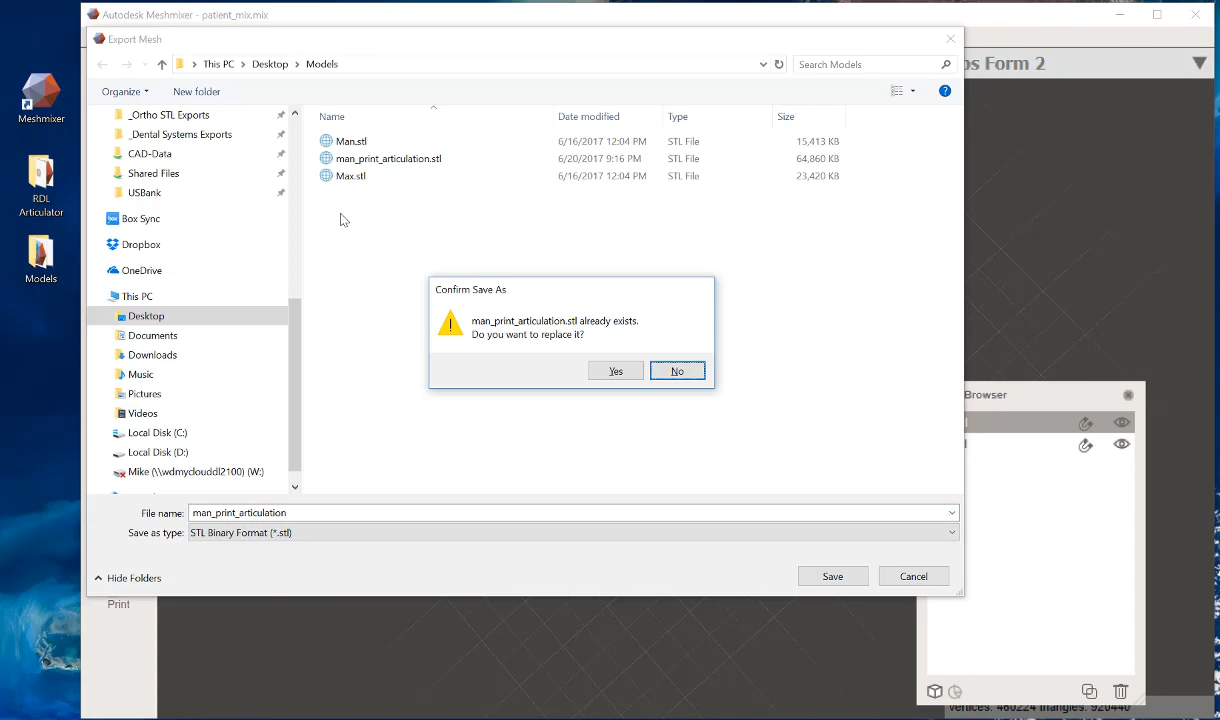 Autodesk Meshmixer - patient_mix.mix
Export Mesh
This PC > Desktop > Models
Search Models
os Form 2
Organize
New folder
Meshmixer
RDL Articulator
Models
_Ortho STL Exports
_Dental Systems Exports
CAD-Data
Shared Files
USBank
Box Sync
Dropbox
OneDrive
This PC
Desktop
Documents
Downloads
Music
Pictures
Videos
Local Disk (C:)
Local Disk (D:)
Mike (\\wdmyclouddl2100) (W:)
Name Date modified Type Size
Man.stl 6/16/2017 12:04 PM STL File 15,413 KB
man_print_articulation.stl 6/20/2017 9:16 PM STL File 64,860 KB
Max.stl 6/16/2017 12:04 PM STL File 23,420 KB
Confirm Save As
man_print_articulation.stl already exists.
Do you want to replace it?
Yes No
Browser
File name: man_print_articulation
Save as type: STL Binary Format (*.stl)
Hide Folders
Save Cancel
Print
vertices: 460224 triangles: 920440